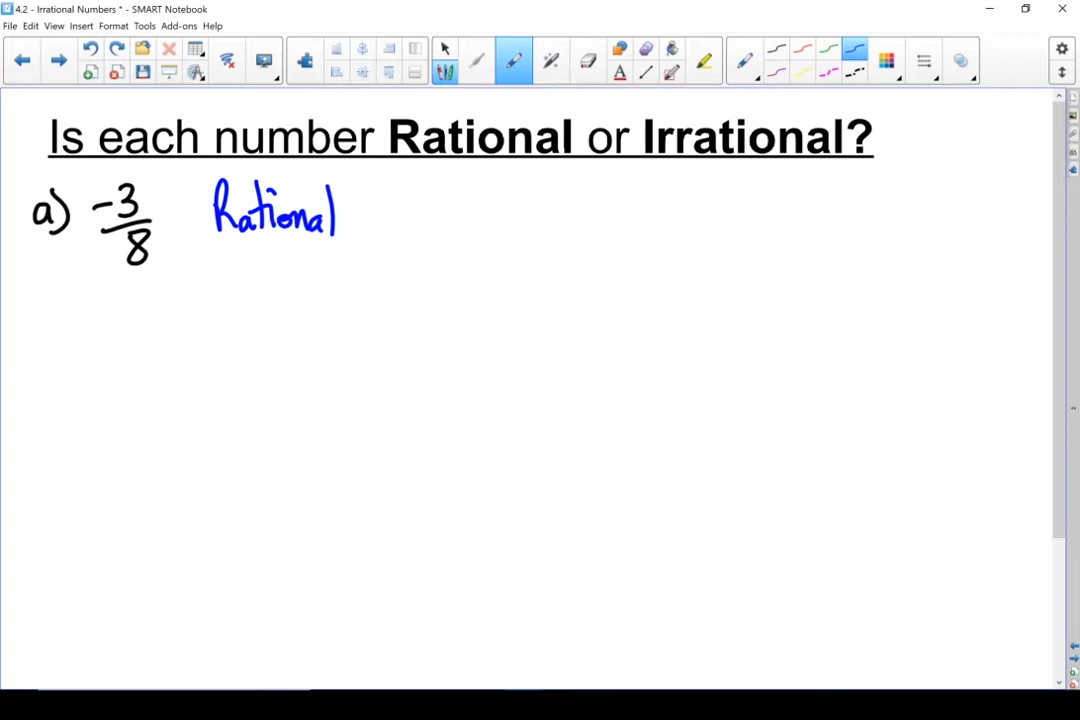 4.2 - Irrational Numbers * - SMART Notebook
File Edit View Insert Format Tools Add-ons Help
Is each number Rational or Irrational?
a) -3/8 Rational